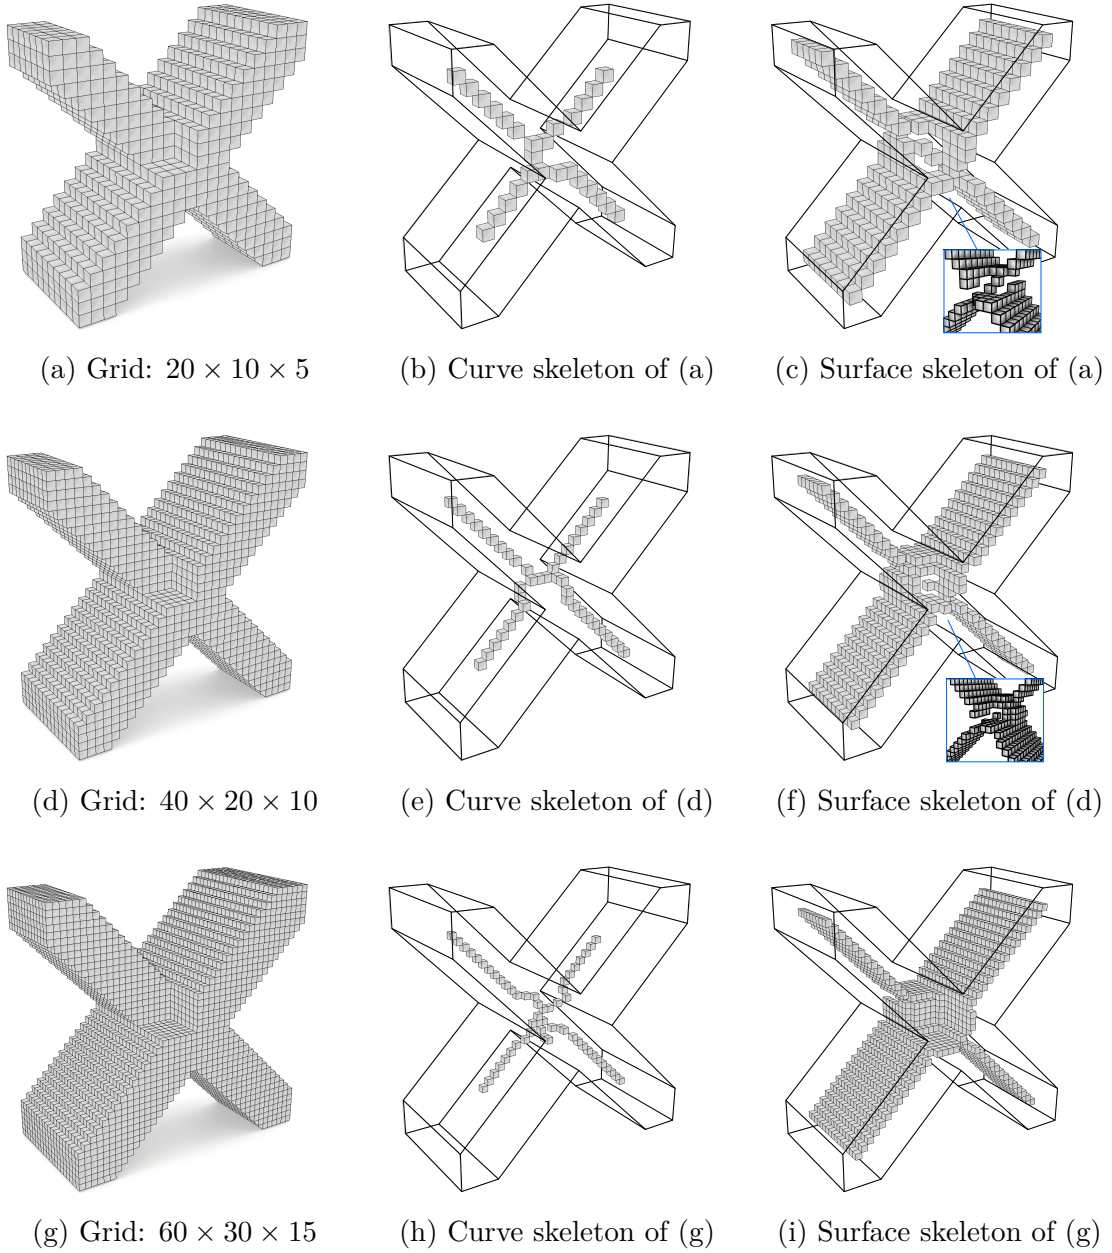 (a) Grid: 20 × 10 × 5
(b) Curve skeleton of (a)
(c) Surface skeleton of (a)
(d) Grid: 40 × 20 × 10
(e) Curve skeleton of (d)
(f) Surface skeleton of (d)
(g) Grid: 60 × 30 × 15
(h) Curve skeleton of (g)
(i) Surface skeleton of (g)